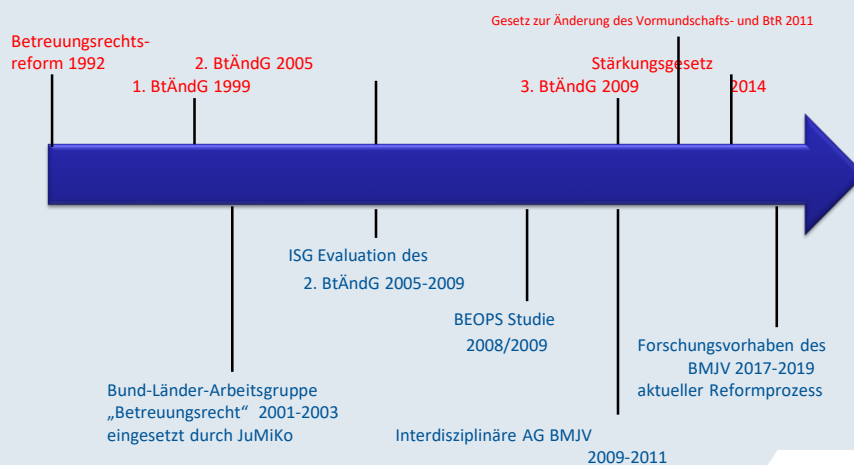 Gesetz zur Änderung des Vormundschafts- und BtR 2011
Betreuungsrechts-
reform 1992
2. BtÄndG 2005
Stärkungsgesetz
1. BtÄndG 1999
3. BtÄndG 2009
2014
ISG Evaluation des
2. BtÄndG 2005-2009
BEOPS Studie
2008/2009
Forschungsvorhaben des
BMJV 2017-2019
aktueller Reformprozess
Bund-Länder-Arbeitsgruppe
„Betreuungsrecht“ 2001-2003
eingesetzt durch JuMiKo
Interdisziplinäre AG BMJV
2009-2011